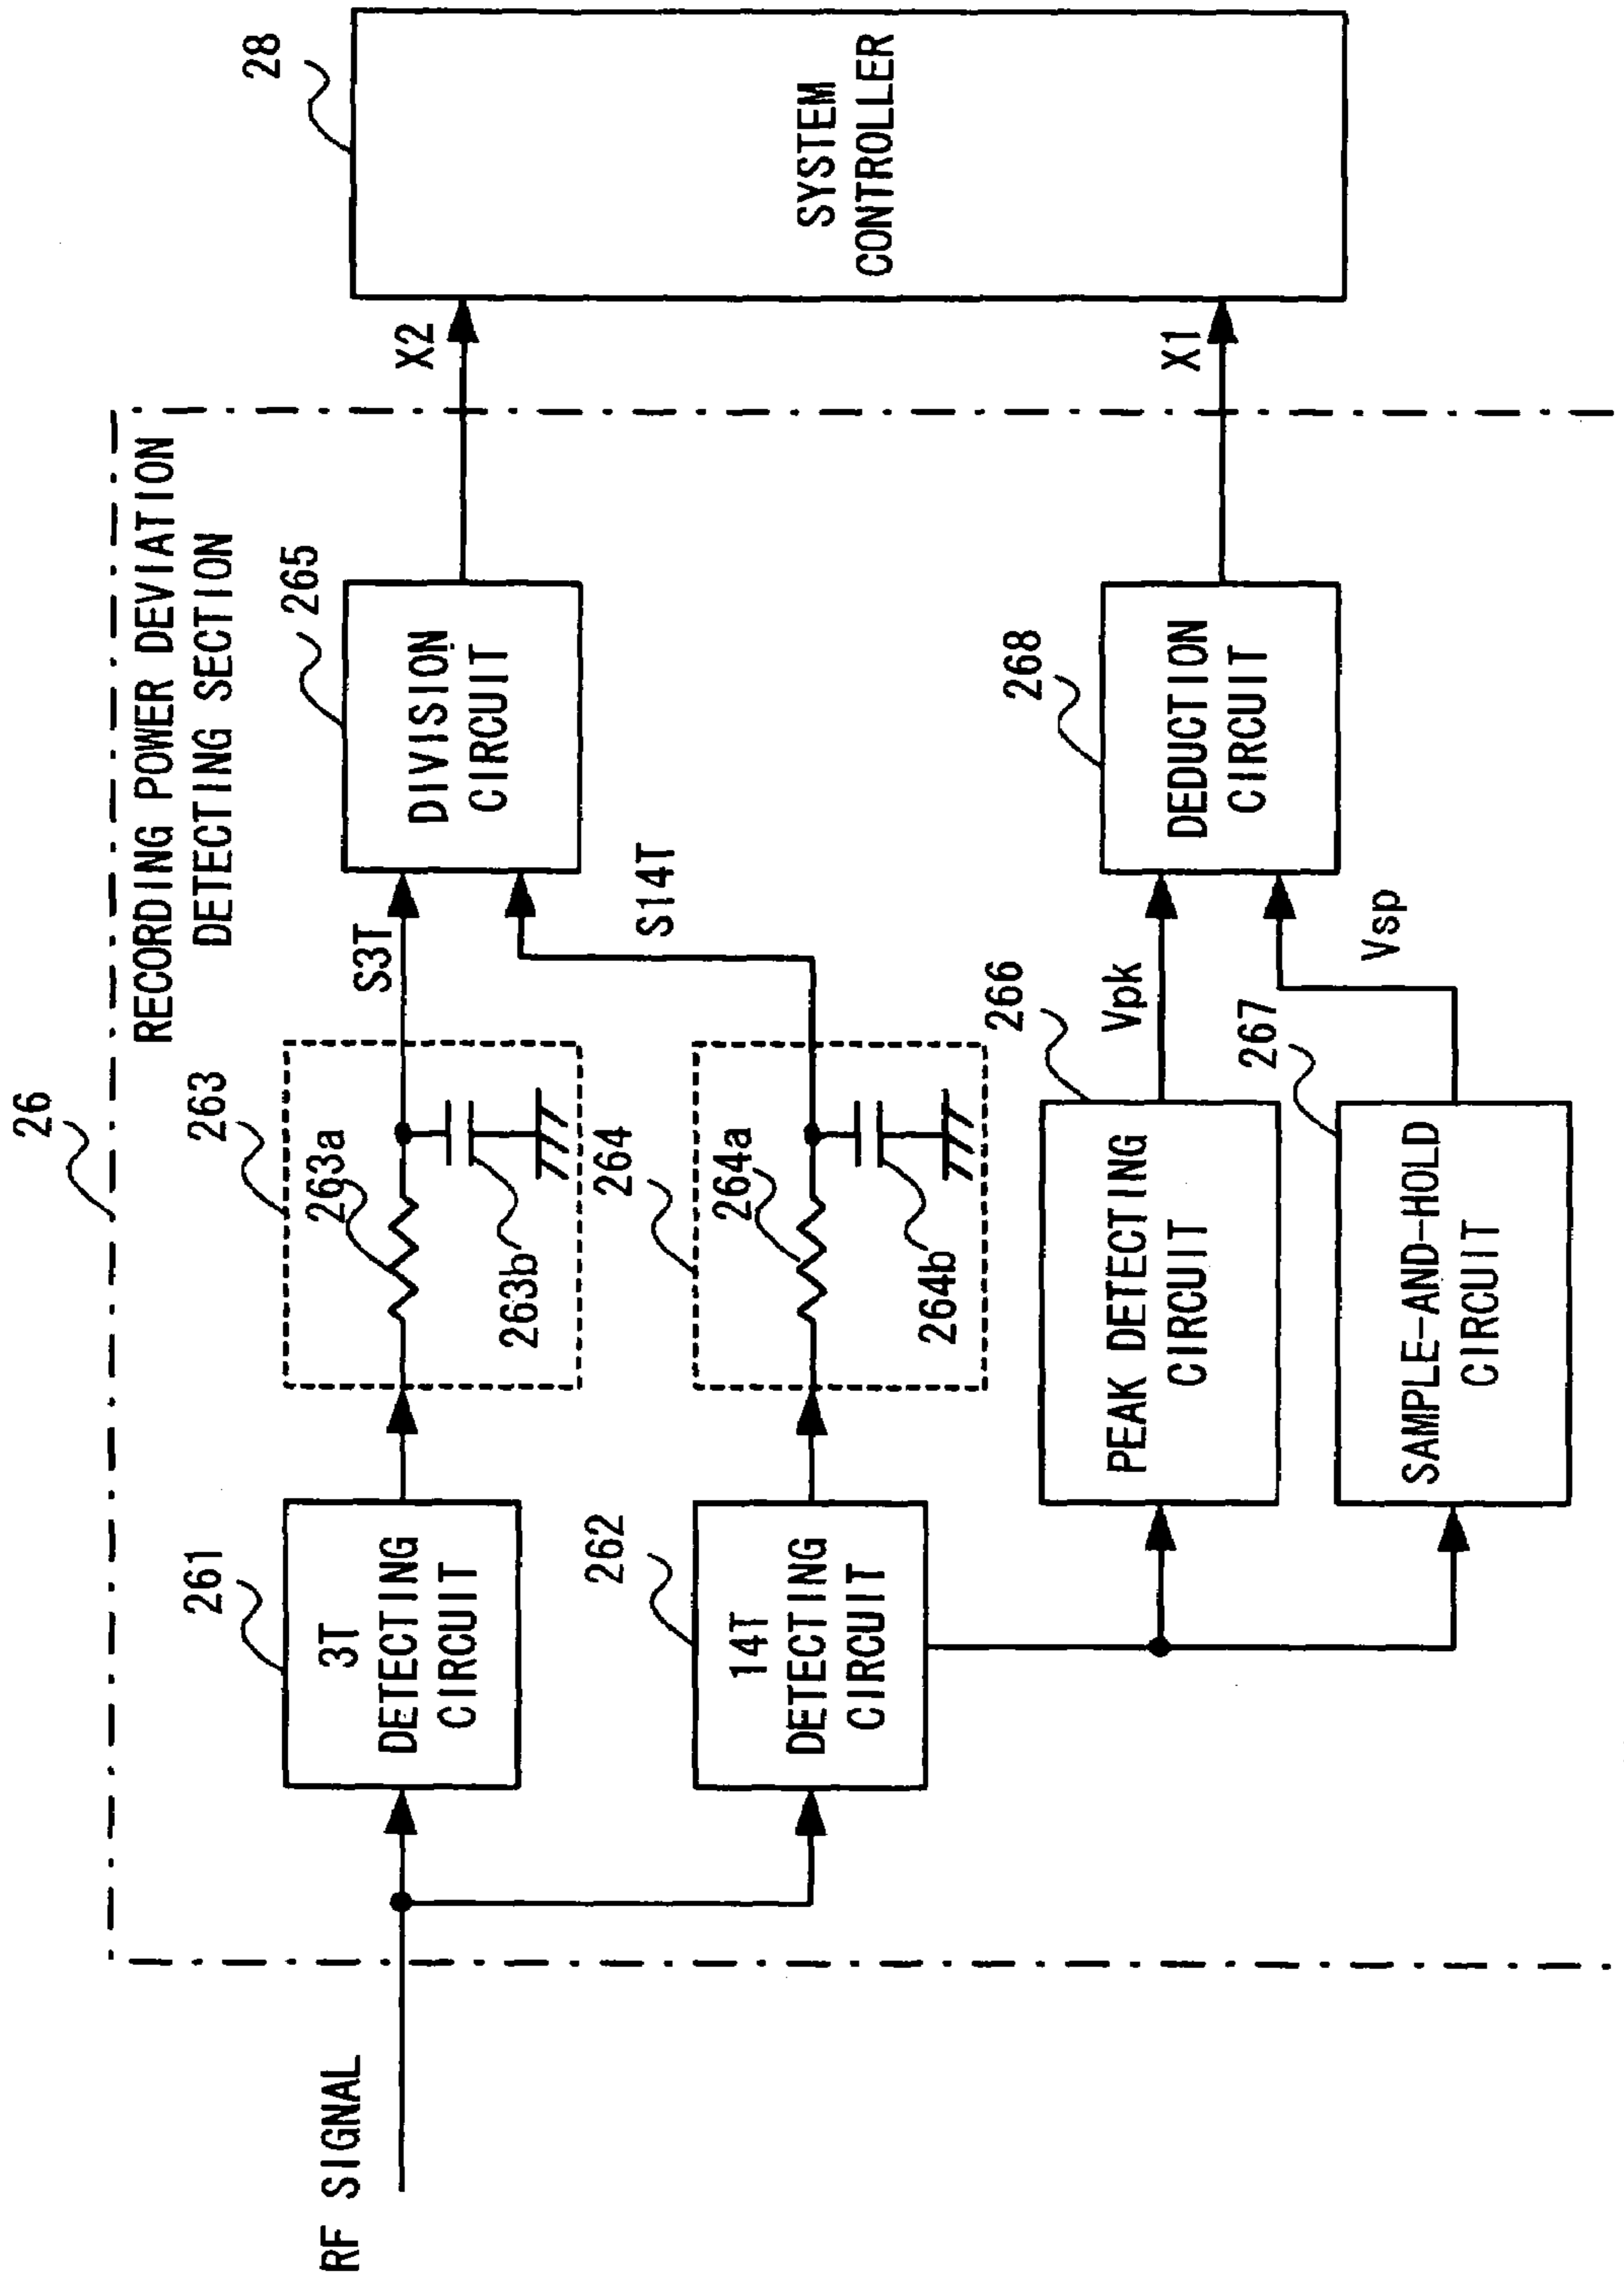 26
RECORDING POWER DEVIATION
DETECTING SECTION
28
SYSTEM
CONTROLLER
RF SIGNAL
261
3T
DETECTING
CIRCUIT
263
263a
263b
S3T
265
DIVISION
CIRCUIT
X2
262
14T
DETECTING
CIRCUIT
264
264a
264b
S14T
266
PEAK DETECTING
CIRCUIT
Vpk
268
DEDUCTION
CIRCUIT
X1
267
SAMPLE-AND-HOLD
CIRCUIT
Vsp